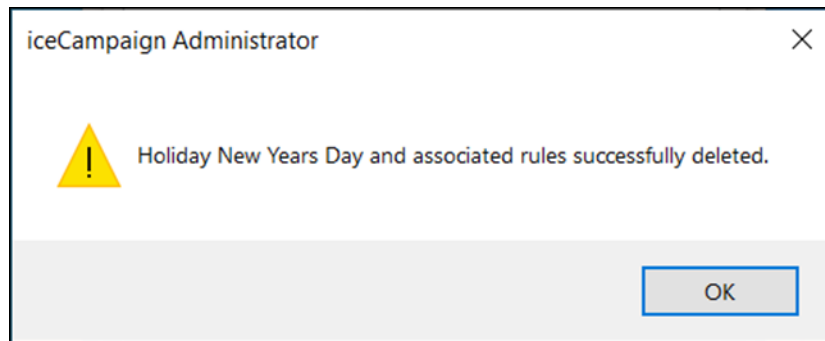 iceCampaign Administrator
Holiday New Years Day and associated rules successfully deleted.
OK